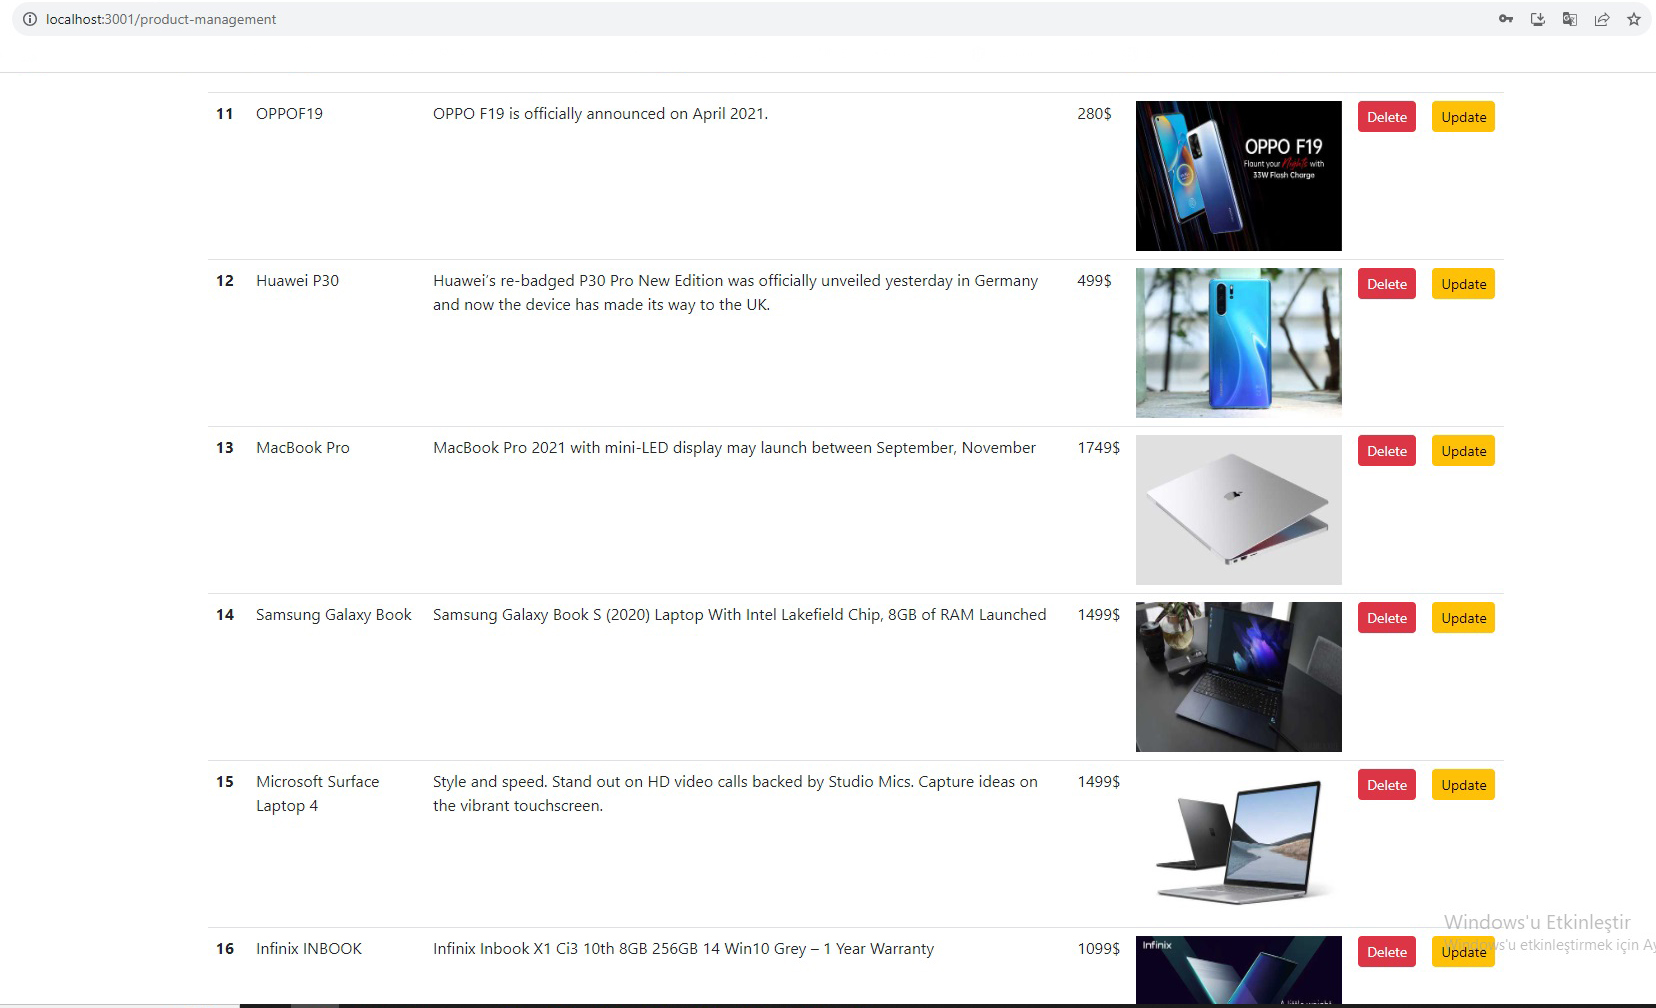 localhost:3001/product-management
11 OPPOF19 OPPO F19 is officially announced on April 2021. 280$ Delete Update
OPPO F19
Flaunt your Nights with
33W Flash Charge
12 Huawei P30 Huawei’s re-badged P30 Pro New Edition was officially unveiled yesterday in Germany 499$ Delete Update
and now the device has made its way to the UK.
13 MacBook Pro MacBook Pro 2021 with mini-LED display may launch between September, November 1749$ Delete Update
14 Samsung Galaxy Book Samsung Galaxy Book S (2020) Laptop With Intel Lakefield Chip, 8GB of RAM Launched 1499$ Delete Update
15 Microsoft Surface Style and speed. Stand out on HD video calls backed by Studio Mics. Capture ideas on 1499$ Delete Update
Laptop 4 the vibrant touchscreen.
Windows'u Etkinleştir
16 Infinix INBOOK Infinix Inbook X1 Ci3 10th 8GB 256GB 14 Win10 Grey – 1 Year Warranty 1099$ Infinix Delete Update
Windows'u etkinleştirmek için Ay